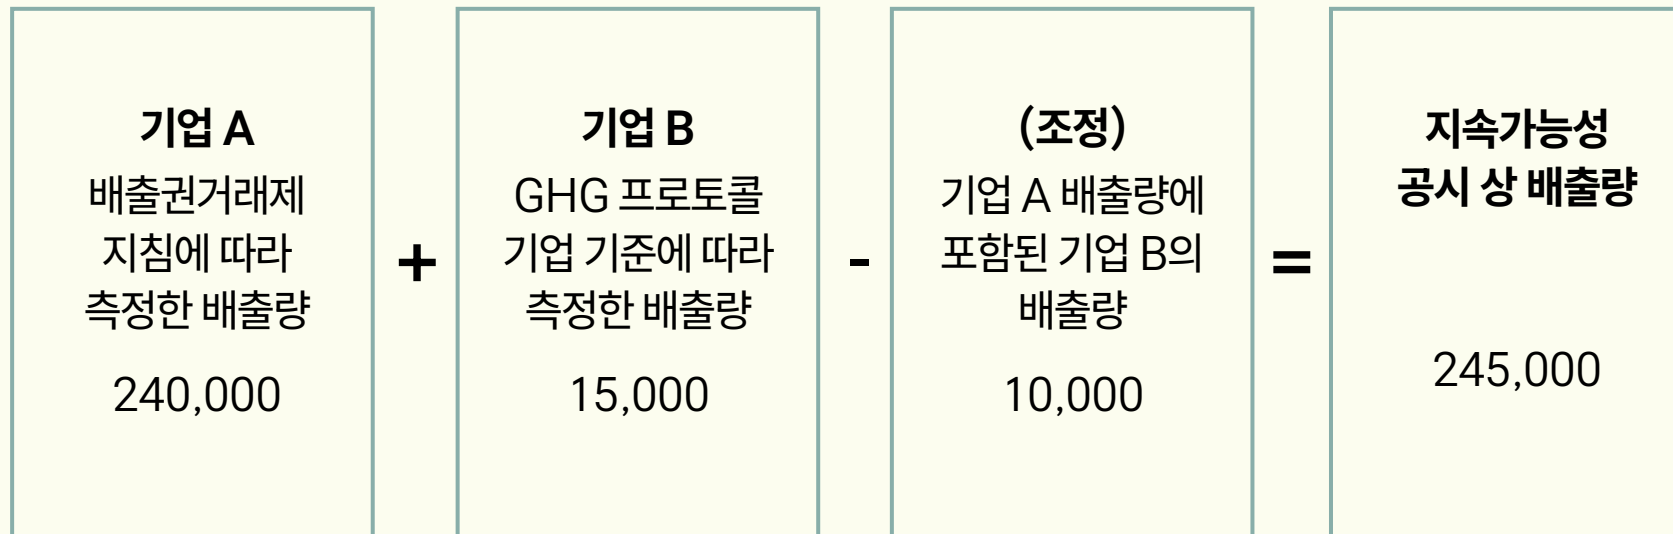 기업 A
배출권거래제
지침에 따라
측정한 배출량
240,000
+
기업 B
GHG 프로토콜
기업 기준에 따라
측정한 배출량
15,000
-
(조정)
기업 A 배출량에
포함된 기업 B의
배출량
10,000
=
지속가능성
공시 상 배출량
245,000